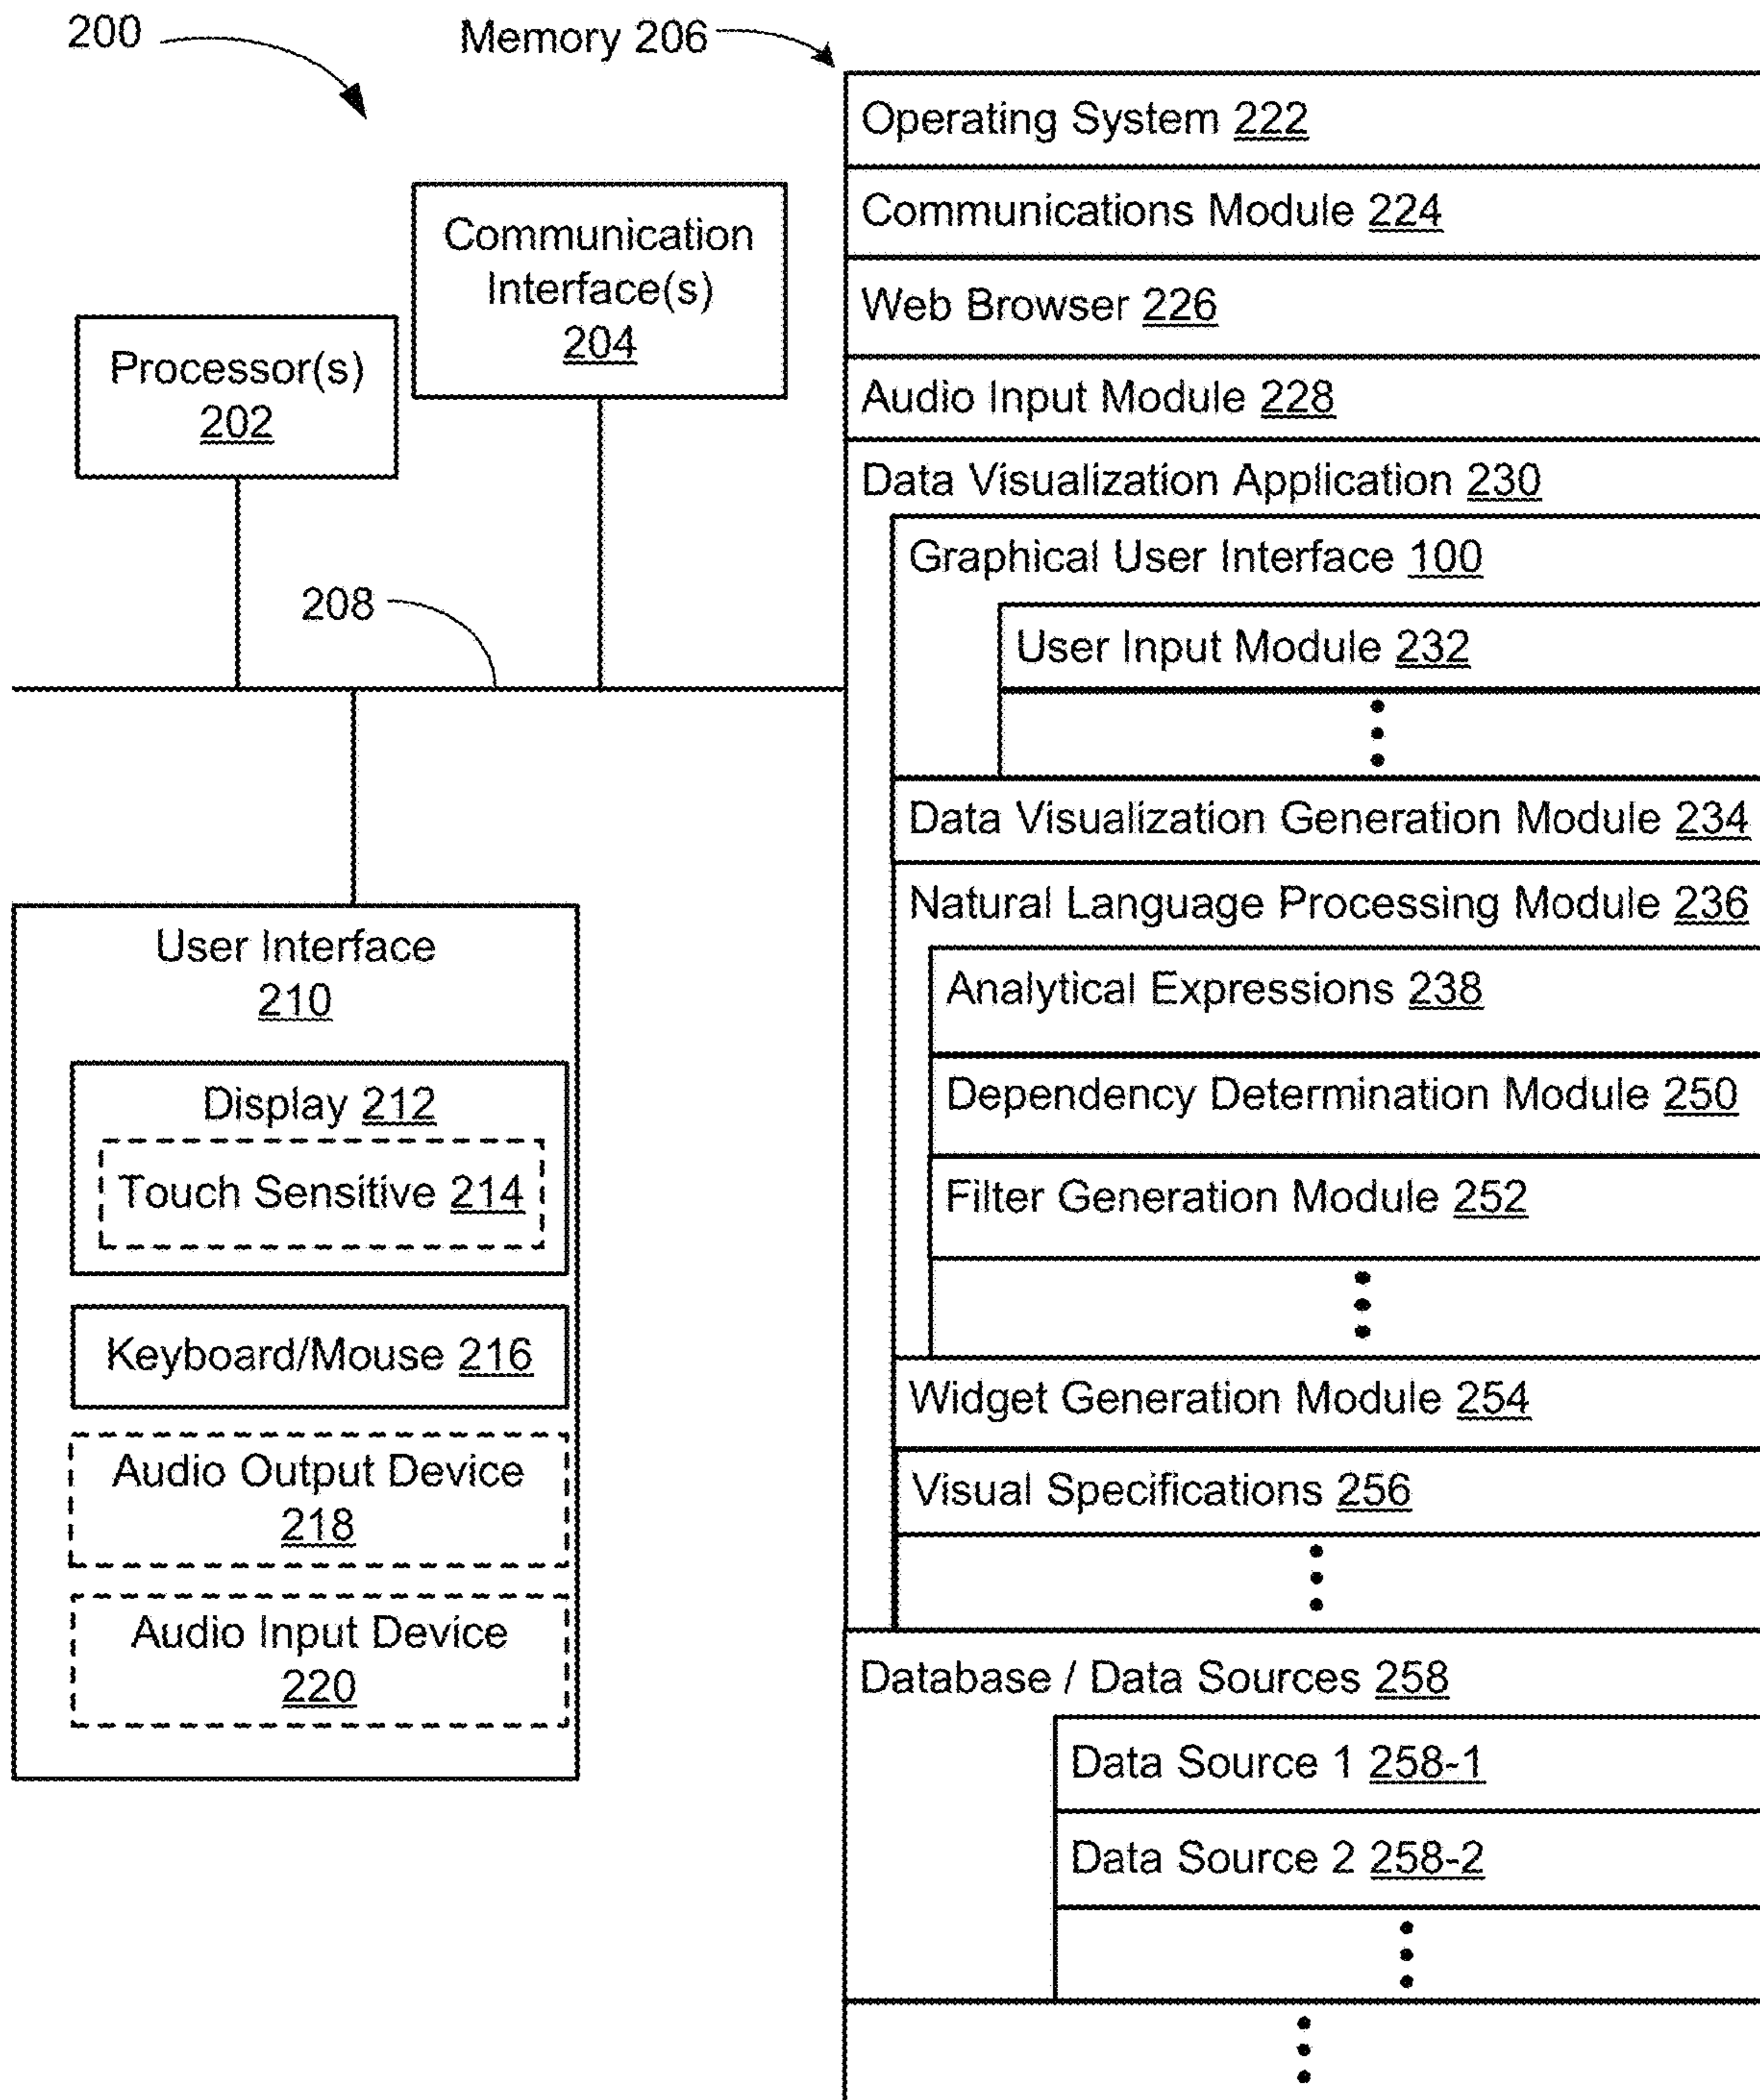 200
Memory 206
Processor(s)
202
Communication
Interface(s)
204
208
User Interface
210
Display 212
Touch Sensitive 214
Keyboard/Mouse 216
Audio Output Device
218
Audio Input Device
220
Operating System 222
Communications Module 224
Web Browser 226
Audio Input Module 228
Data Visualization Application 230
Graphical User Interface 100
User Input Module 232
Data Visualization Generation Module 234
Natural Language Processing Module 236
Analytical Expressions 238
Dependency Determination Module 250
Filter Generation Module 252
Widget Generation Module 254
Visual Specifications 256
Database / Data Sources 258
Data Source 1 258-1
Data Source 2 258-2